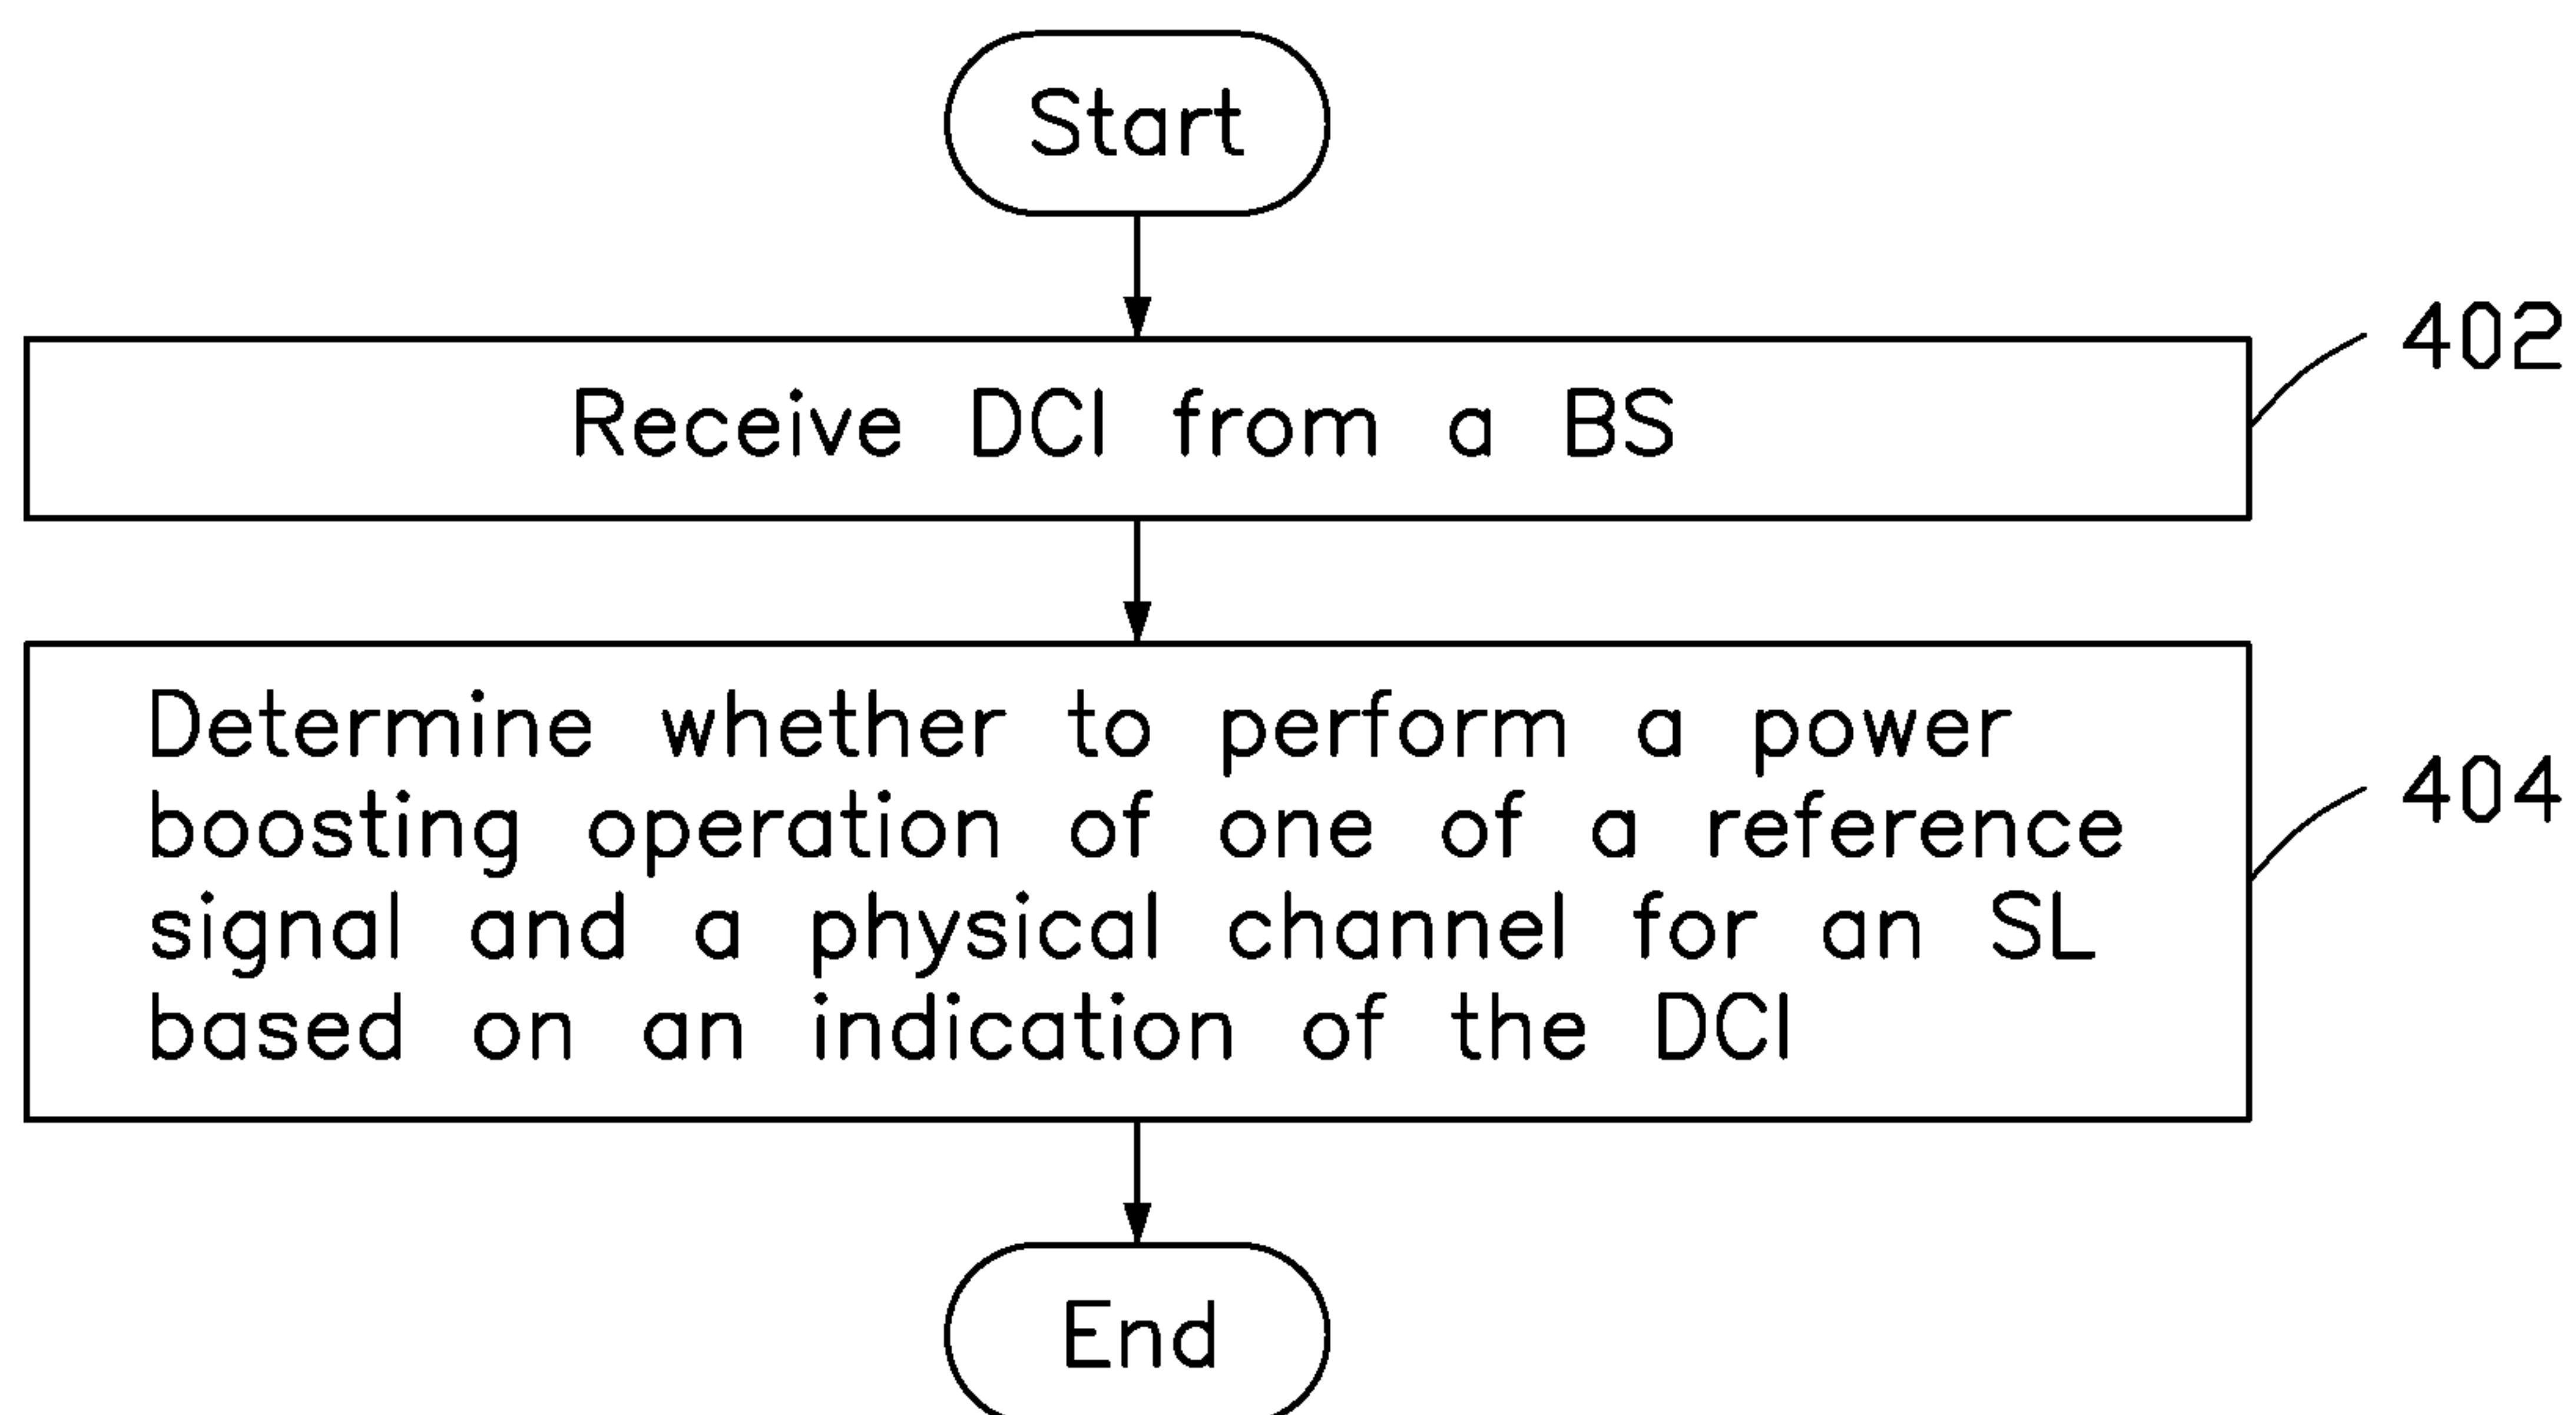 Start
402
Receive DCI from a BS
Determine whether to perform a power
boosting operation of one of a reference
404
signal and a physical channel for an SL
based on an indication of the DCI
End